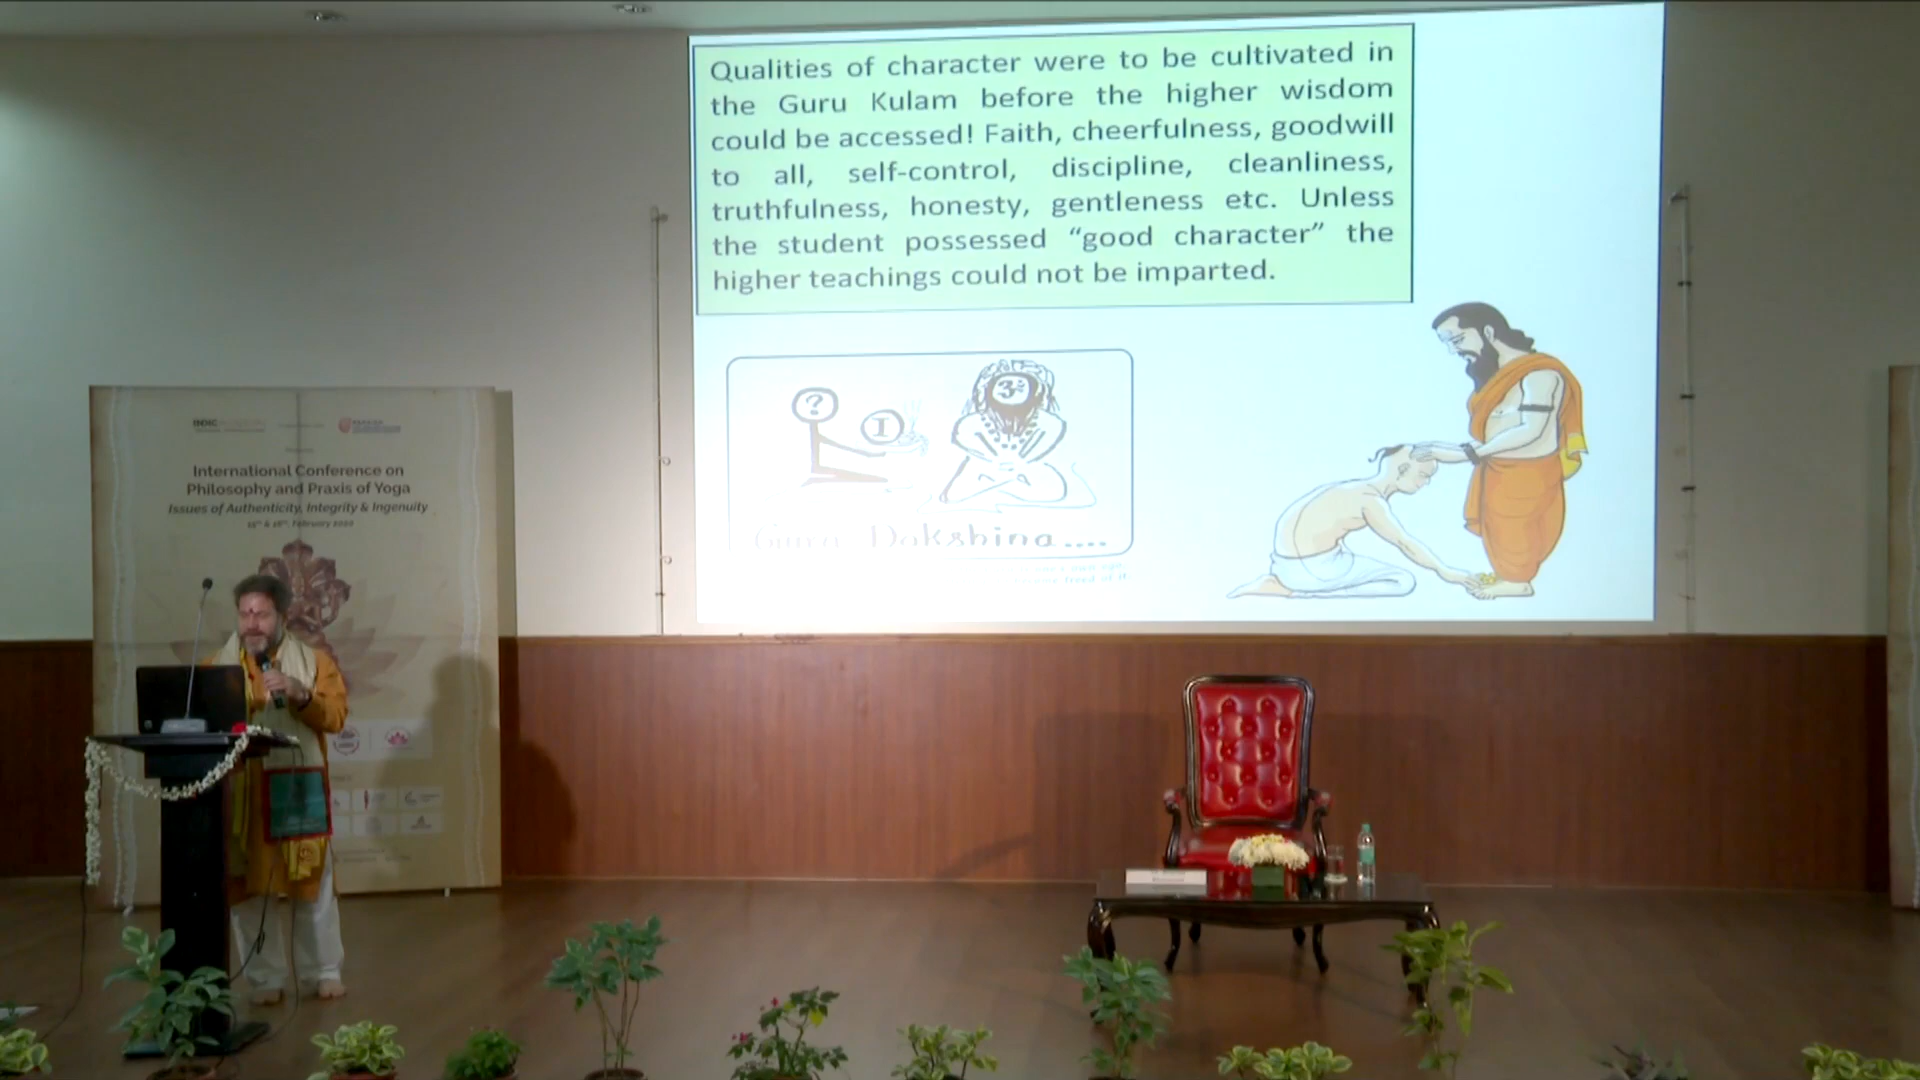 Qualities of character were to be cultivated in
the Guru Kulam before the higher wisdom
could be accessed! Faith, cheerfulness, goodwill
to all, self-control, discipline, cleanliness,
truthfulness, honesty, gentleness etc. Unless
the student possessed “good character” the
higher teachings could not be imparted.
?
I
ॐ
Guru Dakshina....
INDIC
International Conference on
Philosophy and Praxis of Yoga
Issues of Authenticity, Integrity & Ingenuity